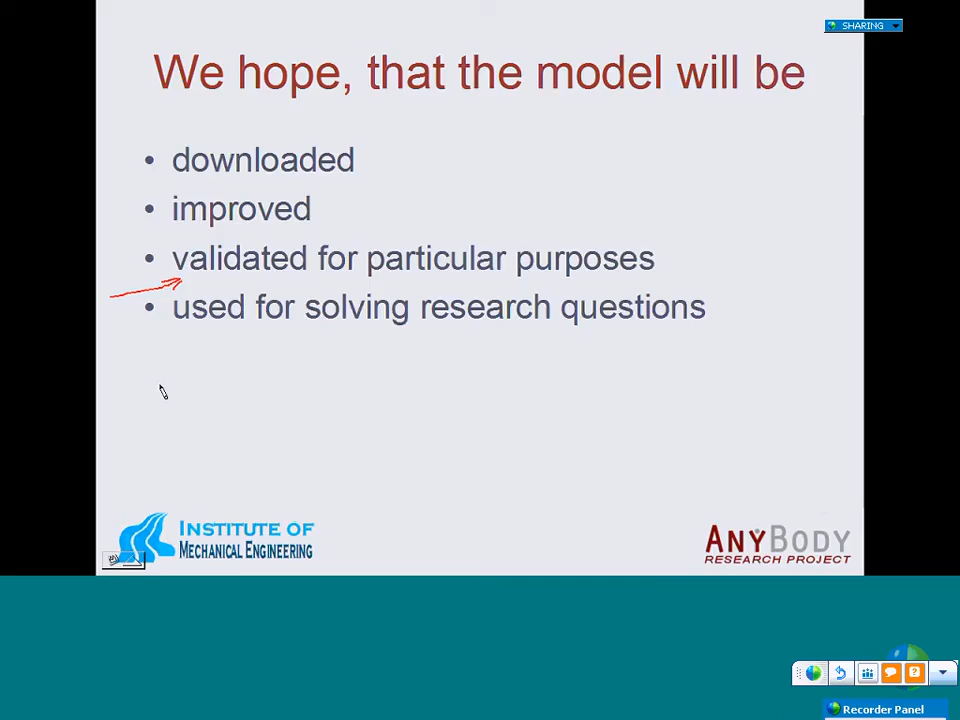 SHARING
We hope, that the model will be
• downloaded
• improved
• validated for particular purposes
• used for solving research questions
INSTITUTE OF
MECHANICAL ENGINEERING
ANYBODY
RESEARCH PROJECT
Recorder Panel